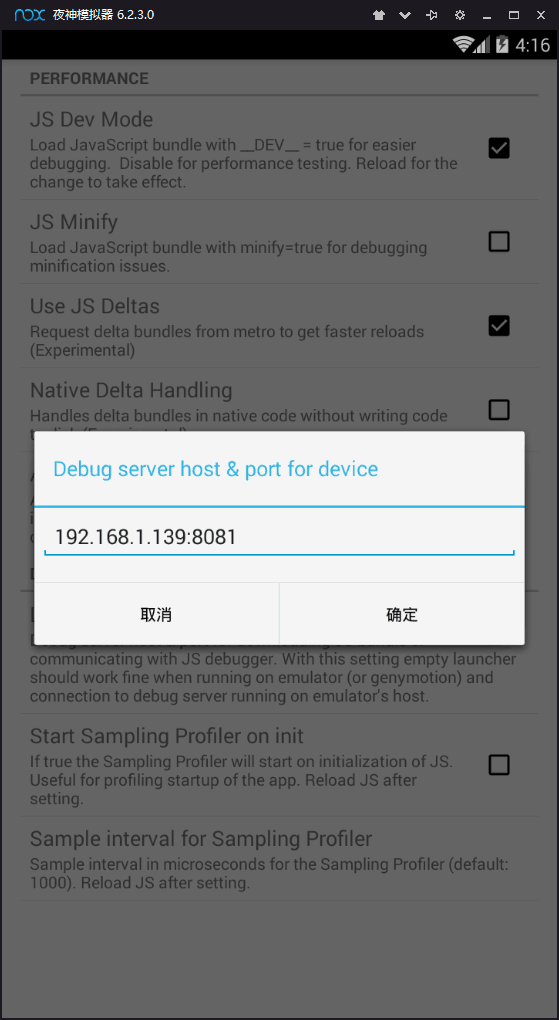 nox 夜神模拟器 6.2.3.0
4:16
PERFORMANCE
JS Dev Mode
Load JavaScript bundle with __DEV__ = true for easier
debugging.  Disable for performance testing. Reload for the
change to take effect.
JS Minify
Load JavaScript bundle with minify=true for debugging
minification issues.
Use JS Deltas
Request delta bundles from metro to get faster reloads
(Experimental)
Native Delta Handling
Handles delta bundles in native code without writing code
Debug server host & port for device
192.168.1.139:8081
取消
确定
communicating with JS debugger. With this setting empty launcher
should work fine when running on emulator (or genymotion) and
connection to debug server running on emulator's host.
Start Sampling Profiler on init
If true the Sampling Profiler will start on initialization of JS.
Useful for profiling startup of the app. Reload JS after
setting.
Sample interval for Sampling Profiler
Sample interval in microseconds for the Sampling Profiler (default:
1000). Reload JS after setting.